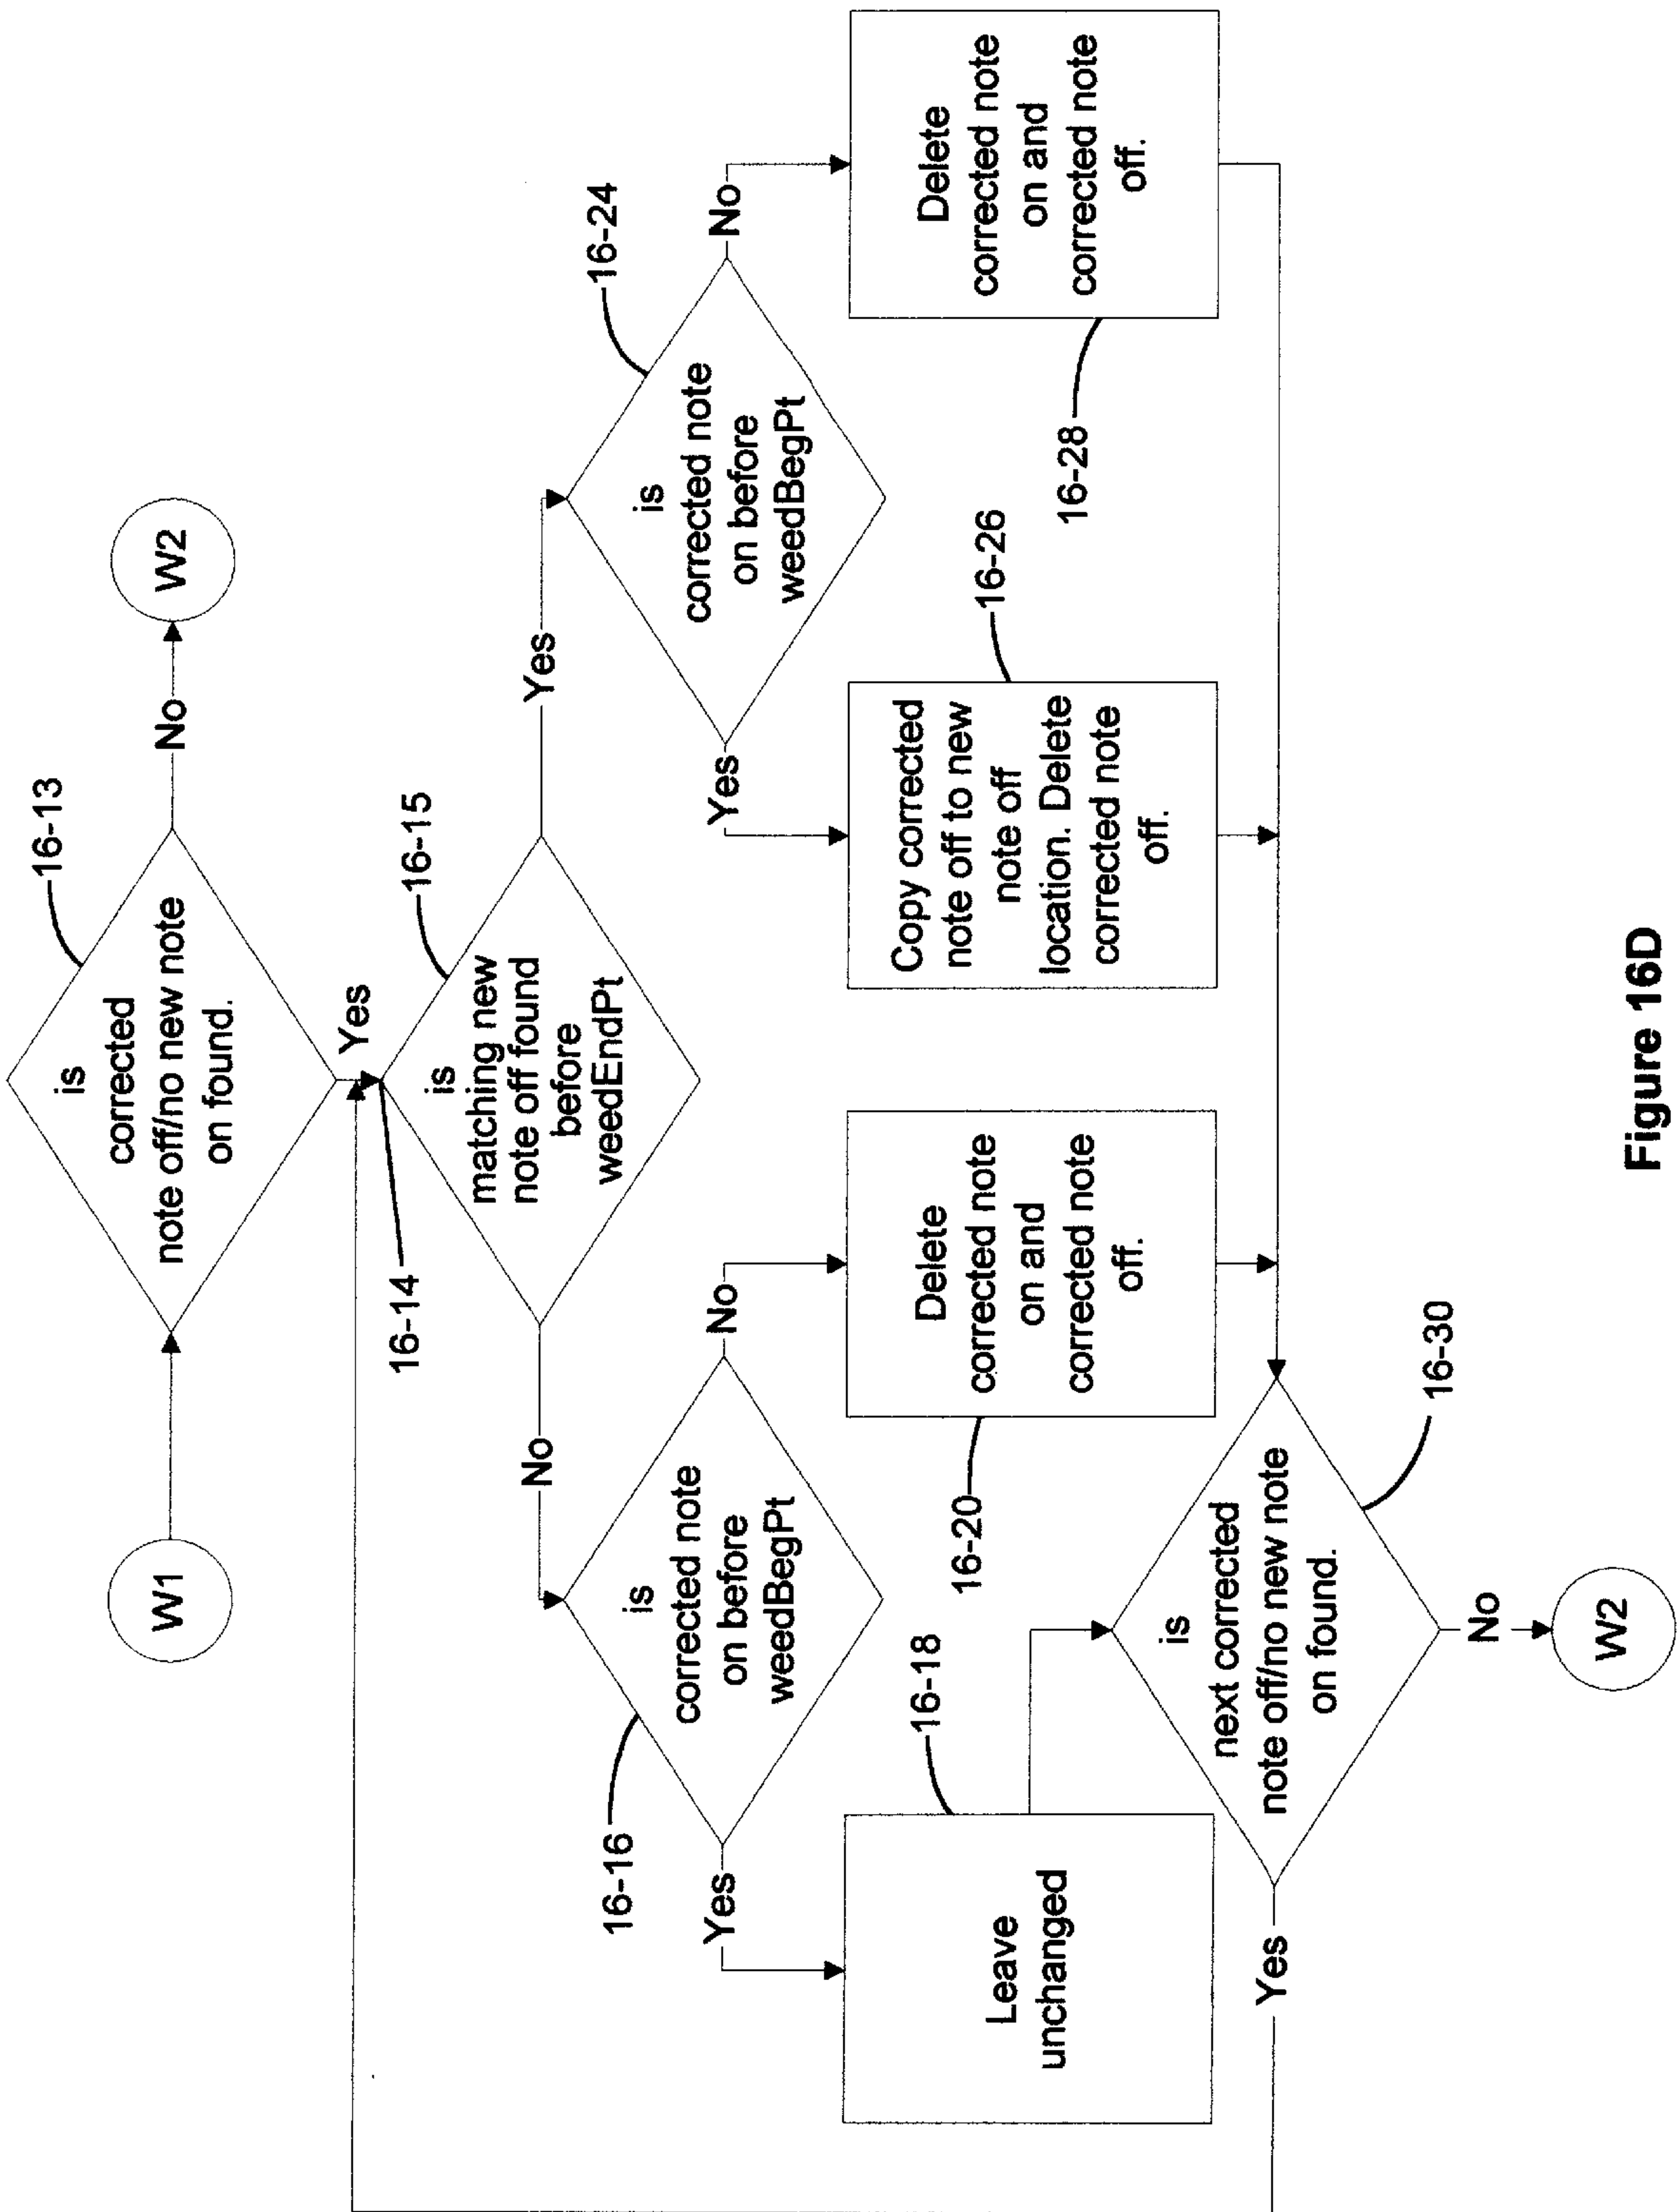 W1
is
corrected
note off/no new note
on found.
16-13
No
W2
Yes
16-14
is
matching new
note off found
before
weedEndPt
16-15
No
Yes
is
corrected note
on before
weedBegPt
16-16
Yes
No
is
corrected note
on before
weedBegPt
16-24
Yes
No
Leave
unchanged
16-18
Delete
corrected note
on and
corrected note
off.
16-20
Copy corrected
note off to new
note off
location. Delete
corrected note
off.
16-26
Delete
corrected note
on and
corrected note
off.
16-28
is
next corrected
note off/no new note
on found.
16-30
Yes
No
W2
Figure 16D